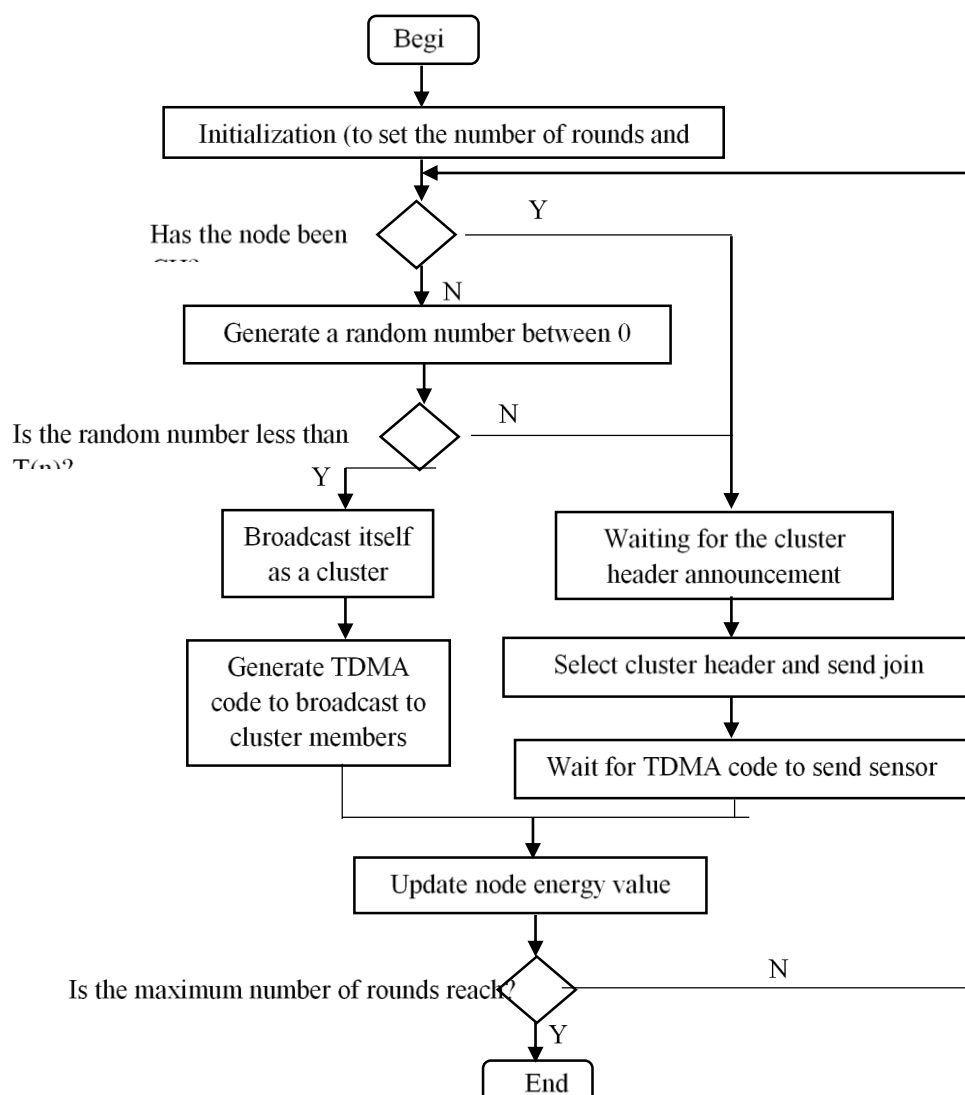 Begi
Initialization (to set the number of rounds and
Y
Has the node been
CH?
N
Generate a random number between 0
N
Is the random number less than
T(n)?
Y
Broadcast itself
as a cluster
Waiting for the cluster
header announcement
Generate TDMA
code to broadcast to
cluster members
Select cluster header and send join
Wait for TDMA code to send sensor
Update node energy value
N
Is the maximum number of rounds reach?
Y
End